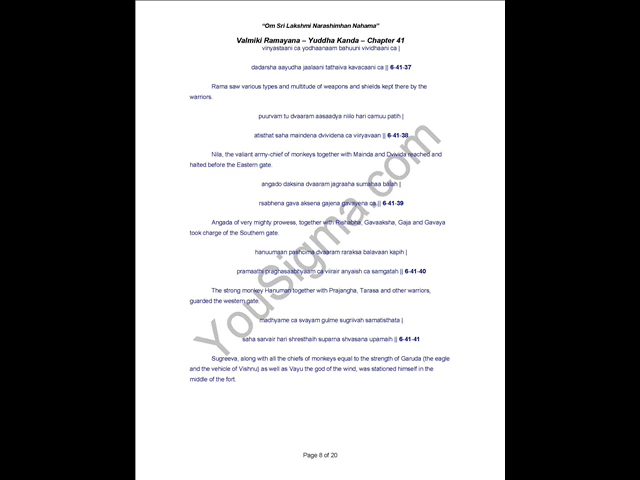 “Om Sri Lakshmi Narashimhan Nahama”
Valmiki Ramayana – Yuddha Kanda – Chapter 41
vinyastaani ca yodhaanaam bahuuni vividhaani ca |
dadarsha aayudha jaalaani tathaiva kavacaani ca || 6-41-37
Rama saw various types and multitude of weapons and shields kept there by the
warriors.
puurvam tu dvaaram aasaadya niilo hari camuu patih |
atisthat saha maindena dvividena ca viiryavaan || 6-41-38
Nila, the valiant army-chief of monkeys together with Mainda and Dvivida reached and
halted before the Eastern gate.
angado daksina dvaaram jagraaha sumahaa balah |
rsabhena gava aksena gajena gavayena ca || 6-41-39
Angada of very mighty prowess, together with Rishabha, Gavaaksha, Gaja and Gavaya
took charge of the Southern gate.
hanuumaan pashcima dvaaram raraksa balavaan kapih |
pramaathi praghasaabhyaam ca viirair anyaish ca samgatah || 6-41-40
The strong monkey Hanuman together with Prajangha, Tarasa and other warriors,
guarded the western gate.
madhyame ca svayam gulme sugriivah samatisthata |
saha sarvair hari shresthaih suparna shvasana upamaih || 6-41-41
Sugreeva, along with all the chiefs of monkeys equal to the strength of Garuda (the eagle
and the vehicle of Vishnu) as well as Vayu the god of the wind, was stationed himself in the
middle of the fort.
YouSigma.com
Page 8 of 20